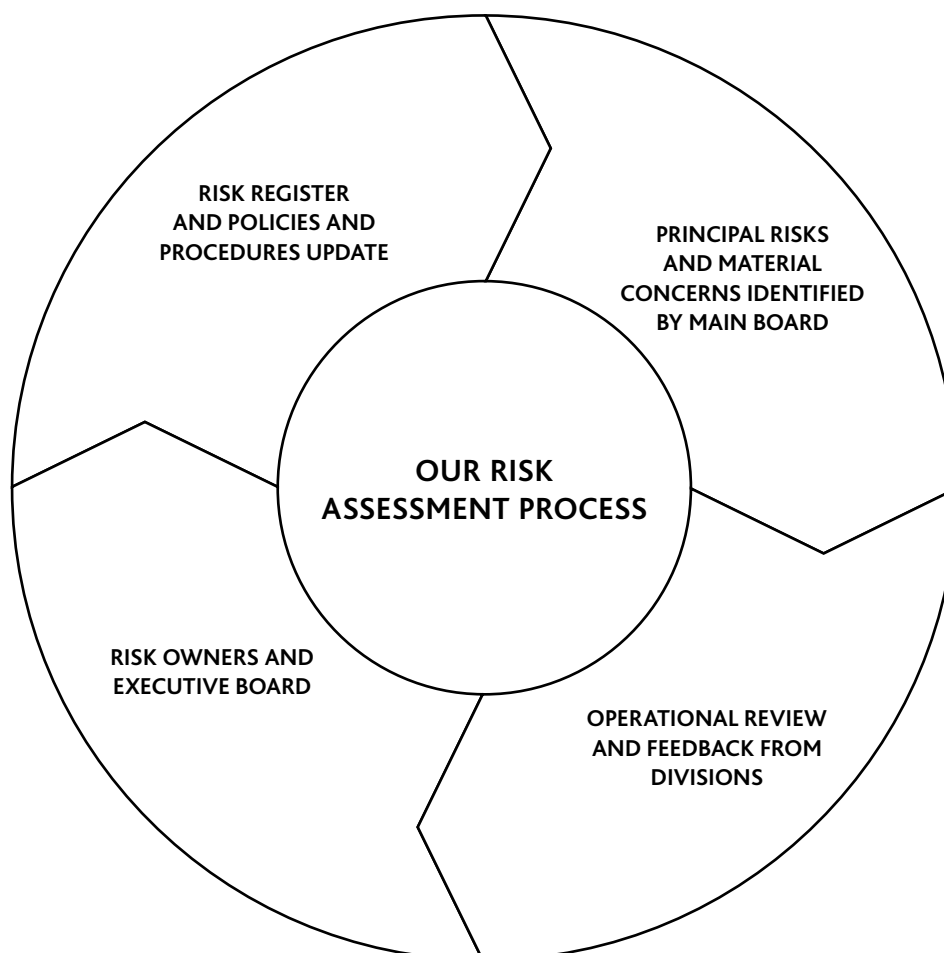 RISK REGISTER
AND POLICIES AND
PROCEDURES UPDATE
PRINCIPAL RISKS
AND MATERIAL
CONCERNS IDENTIFIED
BY MAIN BOARD
OUR RISK
ASSESSMENT PROCESS
RISK OWNERS AND
EXECUTIVE BOARD
OPERATIONAL REVIEW
AND FEEDBACK FROM
DIVISIONS